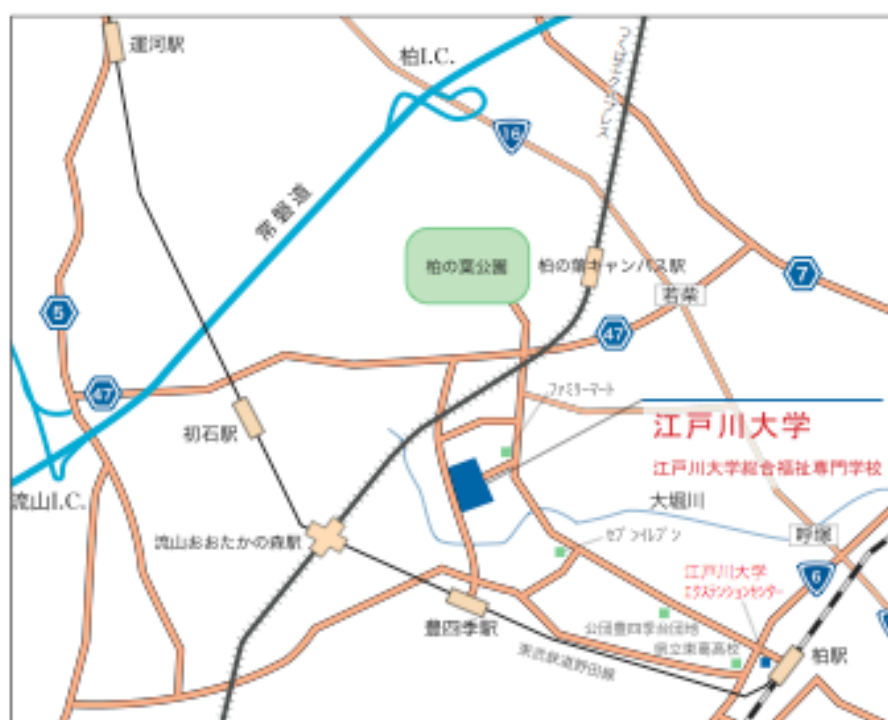 運河駅
柏I.C.
つくばエクスプレス
16
常磐道
柏の葉公園
柏の葉キャンパス駅
7
若柴
5
47
47
ファミリーマート
江戸川大学
江戸川大学総合福祉専門学校
初石駅
流山I.C.
大堀川
呼塚
流山おおたかの森駅
セブンイレブン
江戸川大学
エクステンションセンター
6
豊四季駅
公団豊四季台団地
県立東葛高校
柏駅
東武鉄道野田線